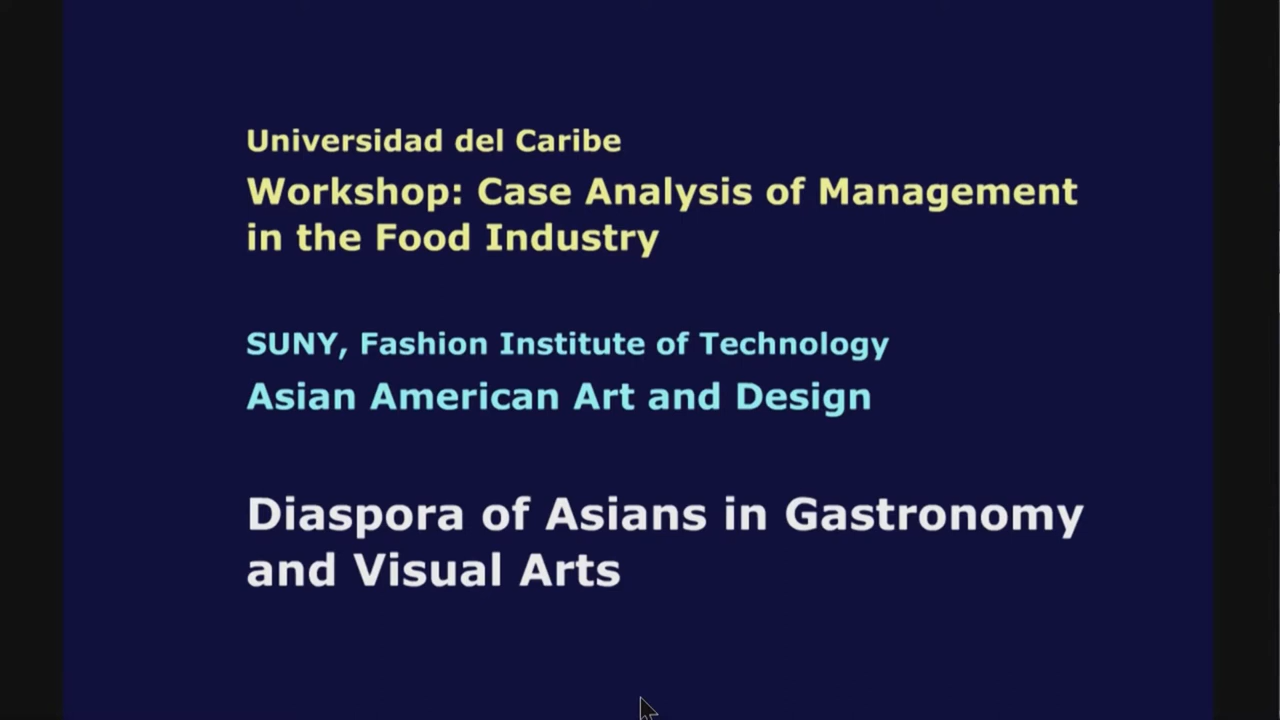 Universidad del Caribe
Workshop: Case Analysis of Management
in the Food Industry
SUNY, Fashion Institute of Technology
Asian American Art and Design
Diaspora of Asians in Gastronomy
and Visual Arts